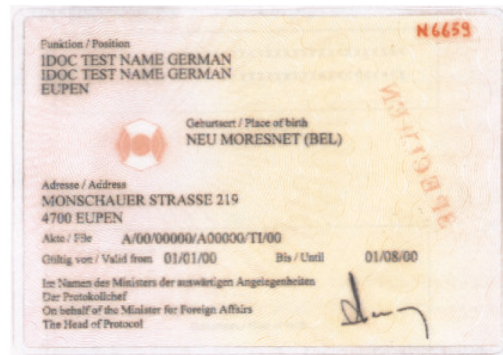 N6659
Funktion / Position
IDOC TEST NAME GERMAN
IDOC TEST NAME GERMAN
EUPEN
Geburtsort / Place of birth
NEU MORESNET (BEL)
SPECIMEN
Adresse / Address
MONSCHAUER STRASSE 219
4700 EUPEN
Akte / File A/00/00000/A00000/TI/00
Gültig von / Valid from 01/01/00 Bis / Until 01/08/00
Im Namen des Ministers der auswärtigen Angelegenheiten
Der Protokollchef
On behalf of the Minister for Foreign Affairs
The Head of Protocol